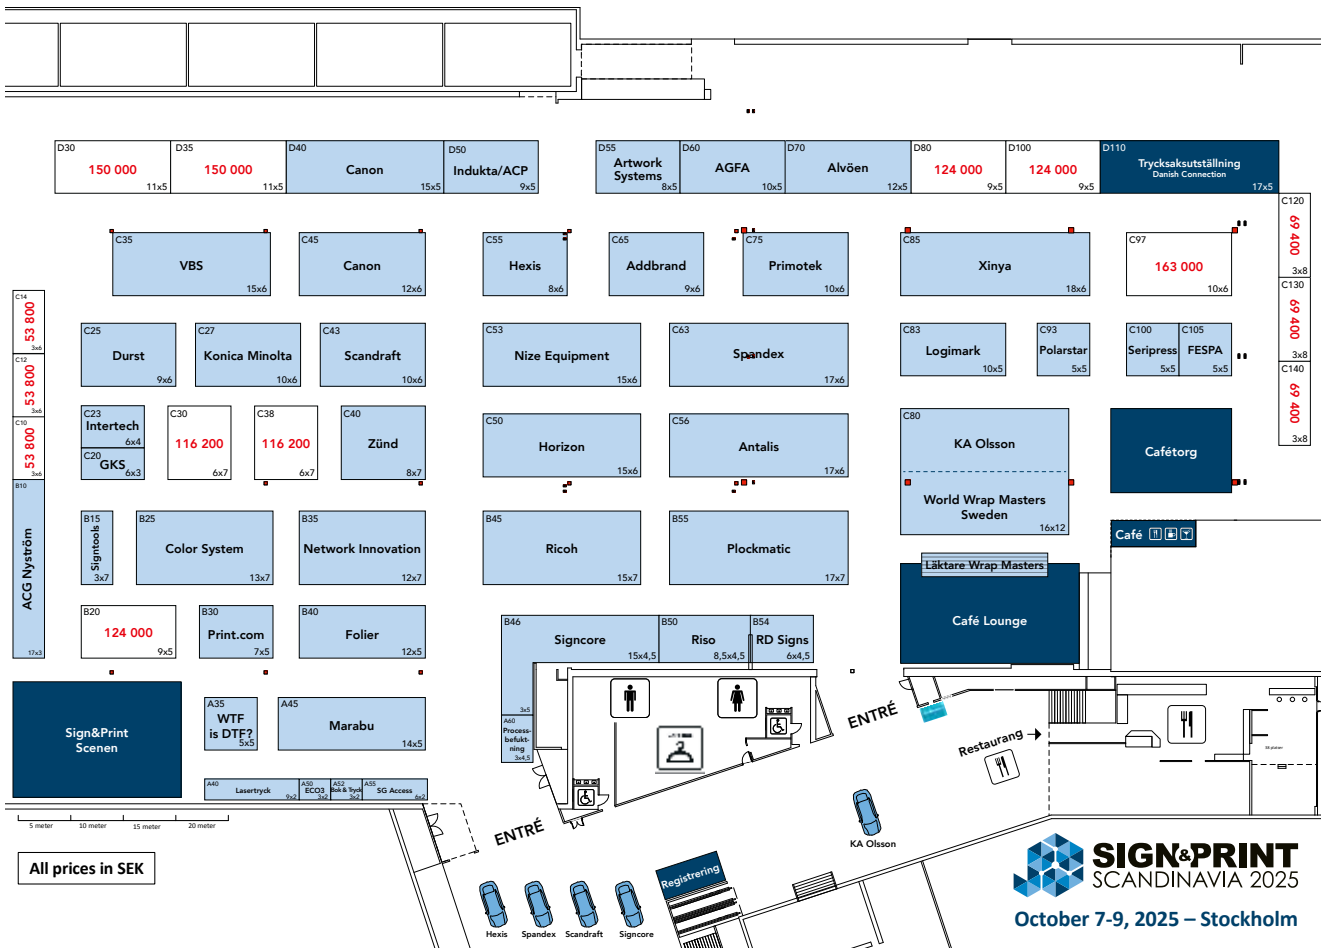 D30
150 000
11x5
D35
150 000
11x5
D40
Canon
15x5
D50
Indukta/ACP
9x5
D55
Artwork
Systems
8x5
D60
AGFA
10x5
D70
Alvöen
12x5
D80
124 000
9x5
D100
124 000
9x5
D110
Trycksaksutställning
Danish Connection
17x5
C120
69 400
3x8
C130
69 400
3x8
C140
69 400
3x8
C35
VBS
15x6
C45
Canon
12x6
C55
Hexis
8x6
C65
Addbrand
9x6
C75
Primotek
10x6
C85
Xinya
18x6
C97
163 000
10x6
C14
53 800
3x6
C12
53 800
3x6
C10
53 800
3x6
C25
Durst
9x6
C27
Konica Minolta
10x6
C43
Scandraft
10x6
C53
Nize Equipment
15x6
C63
Spandex
17x6
C83
Logimark
10x5
C93
Polarstar
5x5
C100
Seripress
5x5
C105
FESPA
5x5
C23
Intertech
6x4
C20
GKS
6x3
C30
116 200
6x7
C38
116 200
6x7
C40
Zünd
8x7
C50
Horizon
15x6
C56
Antalis
17x6
C80
KA Olsson
World Wrap Masters
Sweden
16x12
Cafétorg
B10
ACG Nyström
17x3
B15
Signtools
3x7
B25
Color System
13x7
B35
Network Innovation
12x7
B45
Ricoh
15x7
B55
Plockmatic
17x7
Café
Läktare Wrap Masters
Café Lounge
B20
124 000
9x5
B30
Print.com
7x5
B40
Folier
12x5
B46
Signcore
15x4,5
3x5
B50
Riso
8,5x4,5
B54
RD Signs
6x4,5
Sign&Print
Scenen
A35
WTF
is DTF?
5x5
A45
Marabu
14x5
A60
Process-
befukt-
ning
3x4,5
ENTRÉ
Restaurang
A40
Lasertryck
9x2
A50
ECO3
3x2
A52
Bok & Tryck
3x2
A55
SG Access
6x2
5 meter
10 meter
15 meter
20 meter
ENTRÉ
KA Olsson
All prices in SEK
Registrering
Hexis
Spandex
Scandraft
Signcore
SIGN&PRINT
SCANDINAVIA 2025
October 7-9, 2025 – Stockholm